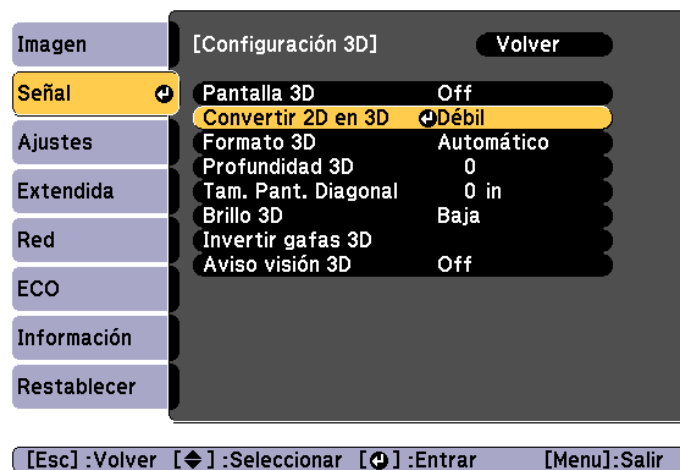 Imagen
Señal
Ajustes
Extendida
Red
ECO
Información
Restablecer
[Configuración 3D] Volver
Pantalla 3D Off
Convertir 2D en 3D Débil
Formato 3D Automático
Profundidad 3D 0
Tam. Pant. Diagonal 0 in
Brillo 3D Baja
Invertir gafas 3D
Aviso visión 3D Off
[Esc] :Volver [◆] :Seleccionar [↵] :Entrar [Menu]:Salir